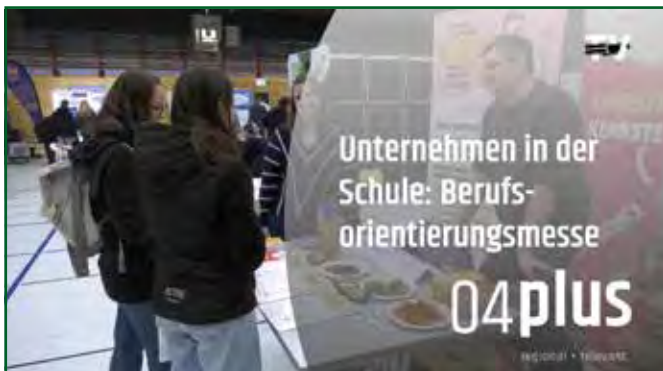 Unternehmen in der
Schule: Berufs-
orientierungsmesse
04plus
regional • relevant.